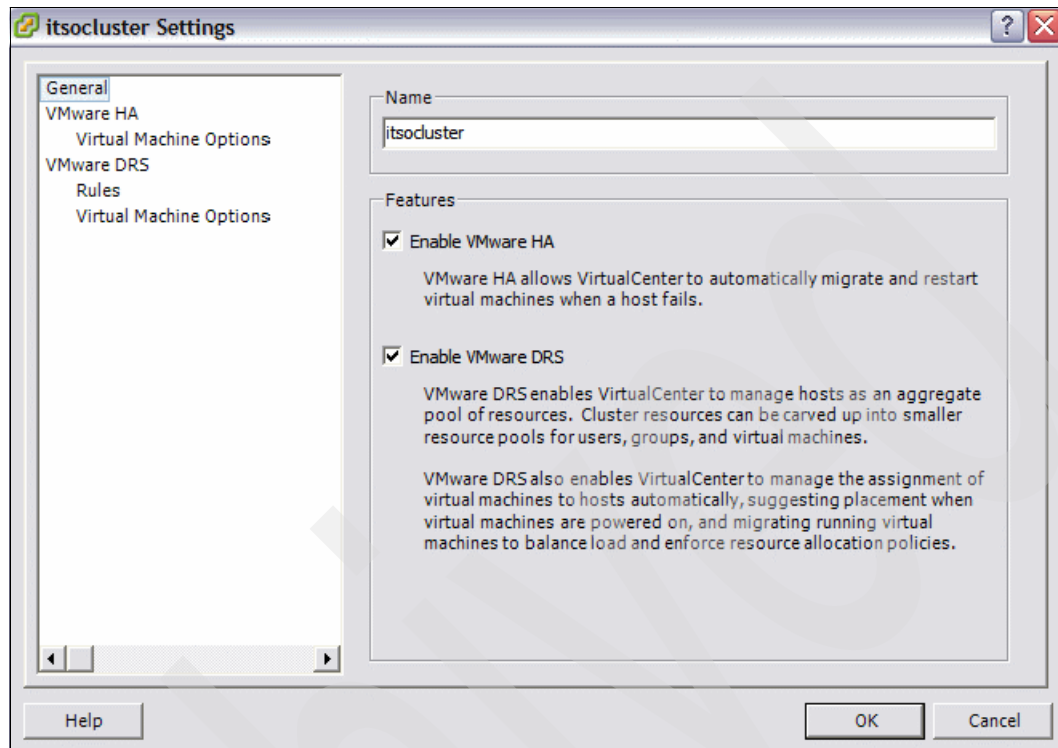 itsocluster Settings
General
VMware HA
Virtual Machine Options
VMware DRS
Rules
Virtual Machine Options
Name
itsocluster
Features
Enable VMware HA
VMware HA allows VirtualCenter to automatically migrate and restart
virtual machines when a host fails.
Enable VMware DRS
VMware DRS enables VirtualCenter to manage hosts as an aggregate
pool of resources. Cluster resources can be carved up into smaller
resource pools for users, groups, and virtual machines.
VMware DRS also enables VirtualCenter to manage the assignment of
virtual machines to hosts automatically, suggesting placement when
virtual machines are powered on, and migrating running virtual
machines to balance load and enforce resource allocation policies.
Help
OK
Cancel